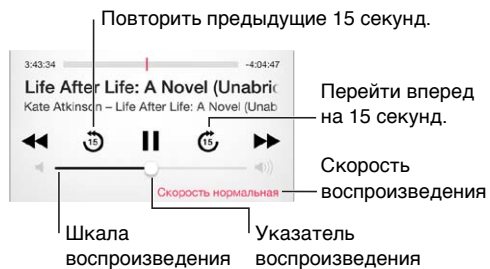 Повторить предыдущие 15 секунд.
3:43:34
-4:04:47
Life After Life: A Novel (Unabric
Kate Atkinson – Life After Life: A Novel (Unab
15
15
Перейти вперед
на 15 секунд.
Скорость нормальная
Скорость
воспроизведения
Шкала
воспроизведения
Указатель
воспроизведения